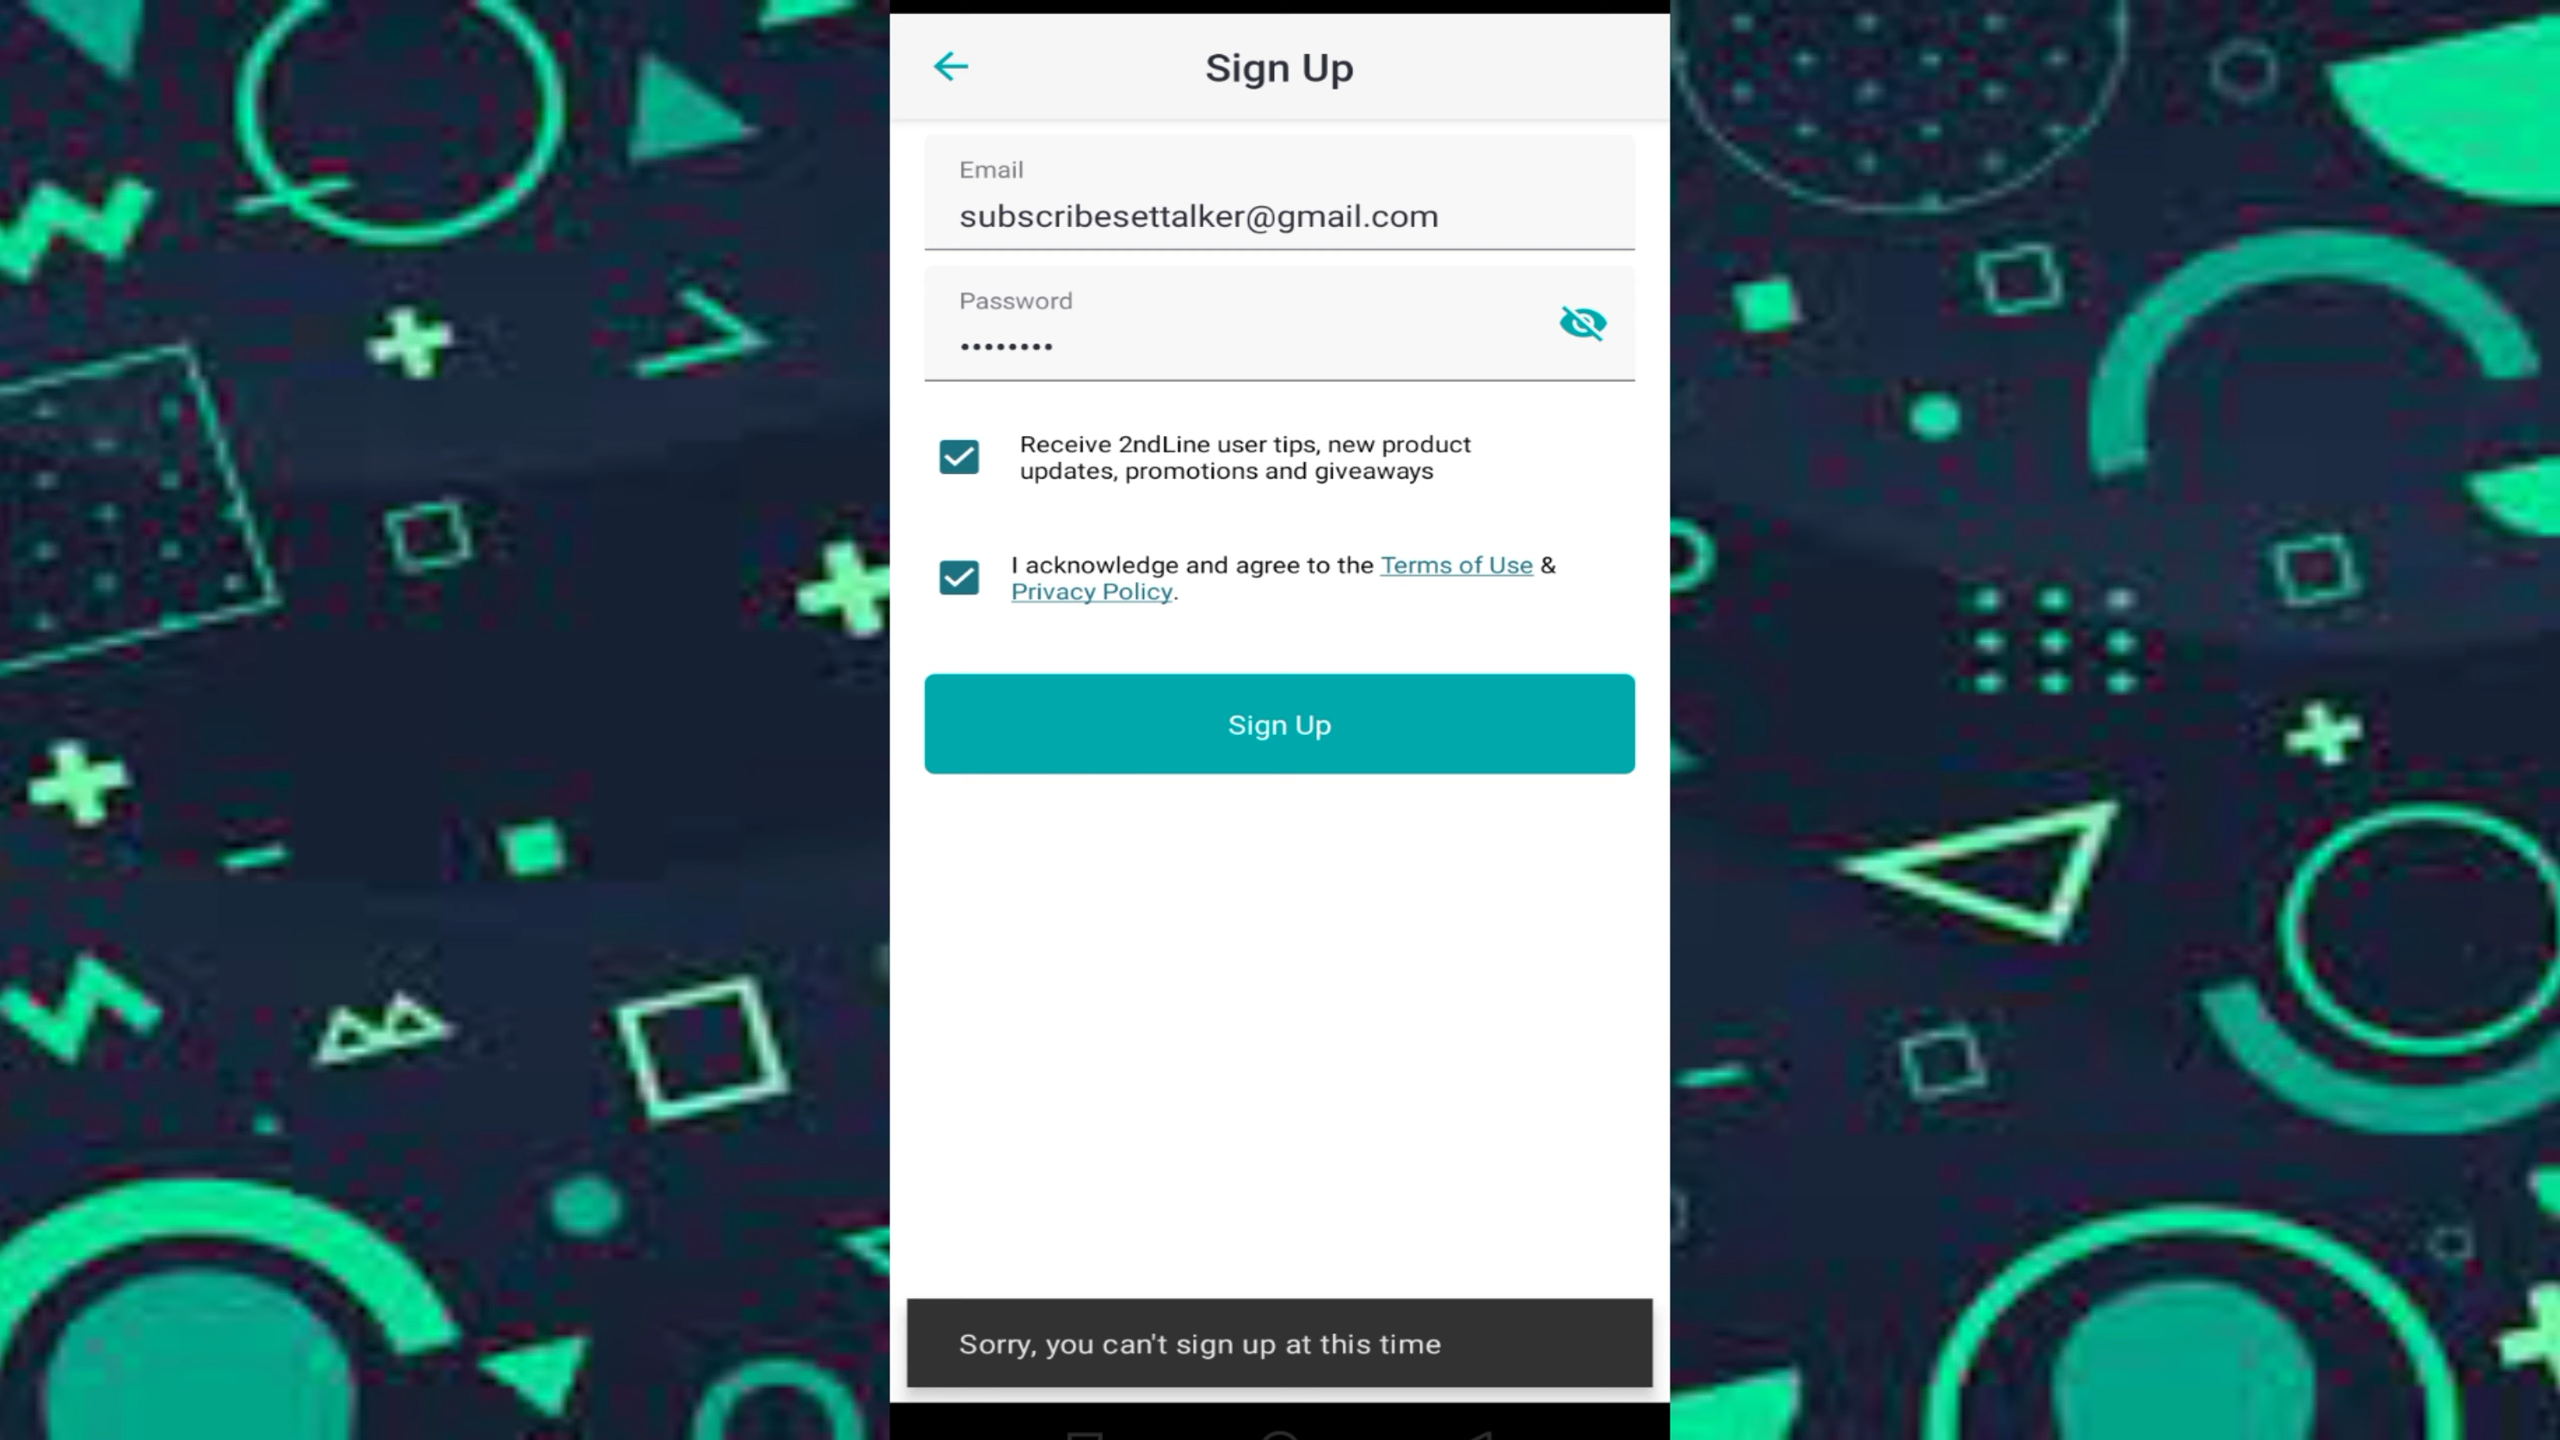 Sign Up
Email
subscribesettalker@gmail.com
Password
••••••••
Receive 2ndLine user tips, new product
updates, promotions and giveaways
I acknowledge and agree to the Terms of Use &
Privacy Policy.
Sign Up
Sorry, you can't sign up at this time